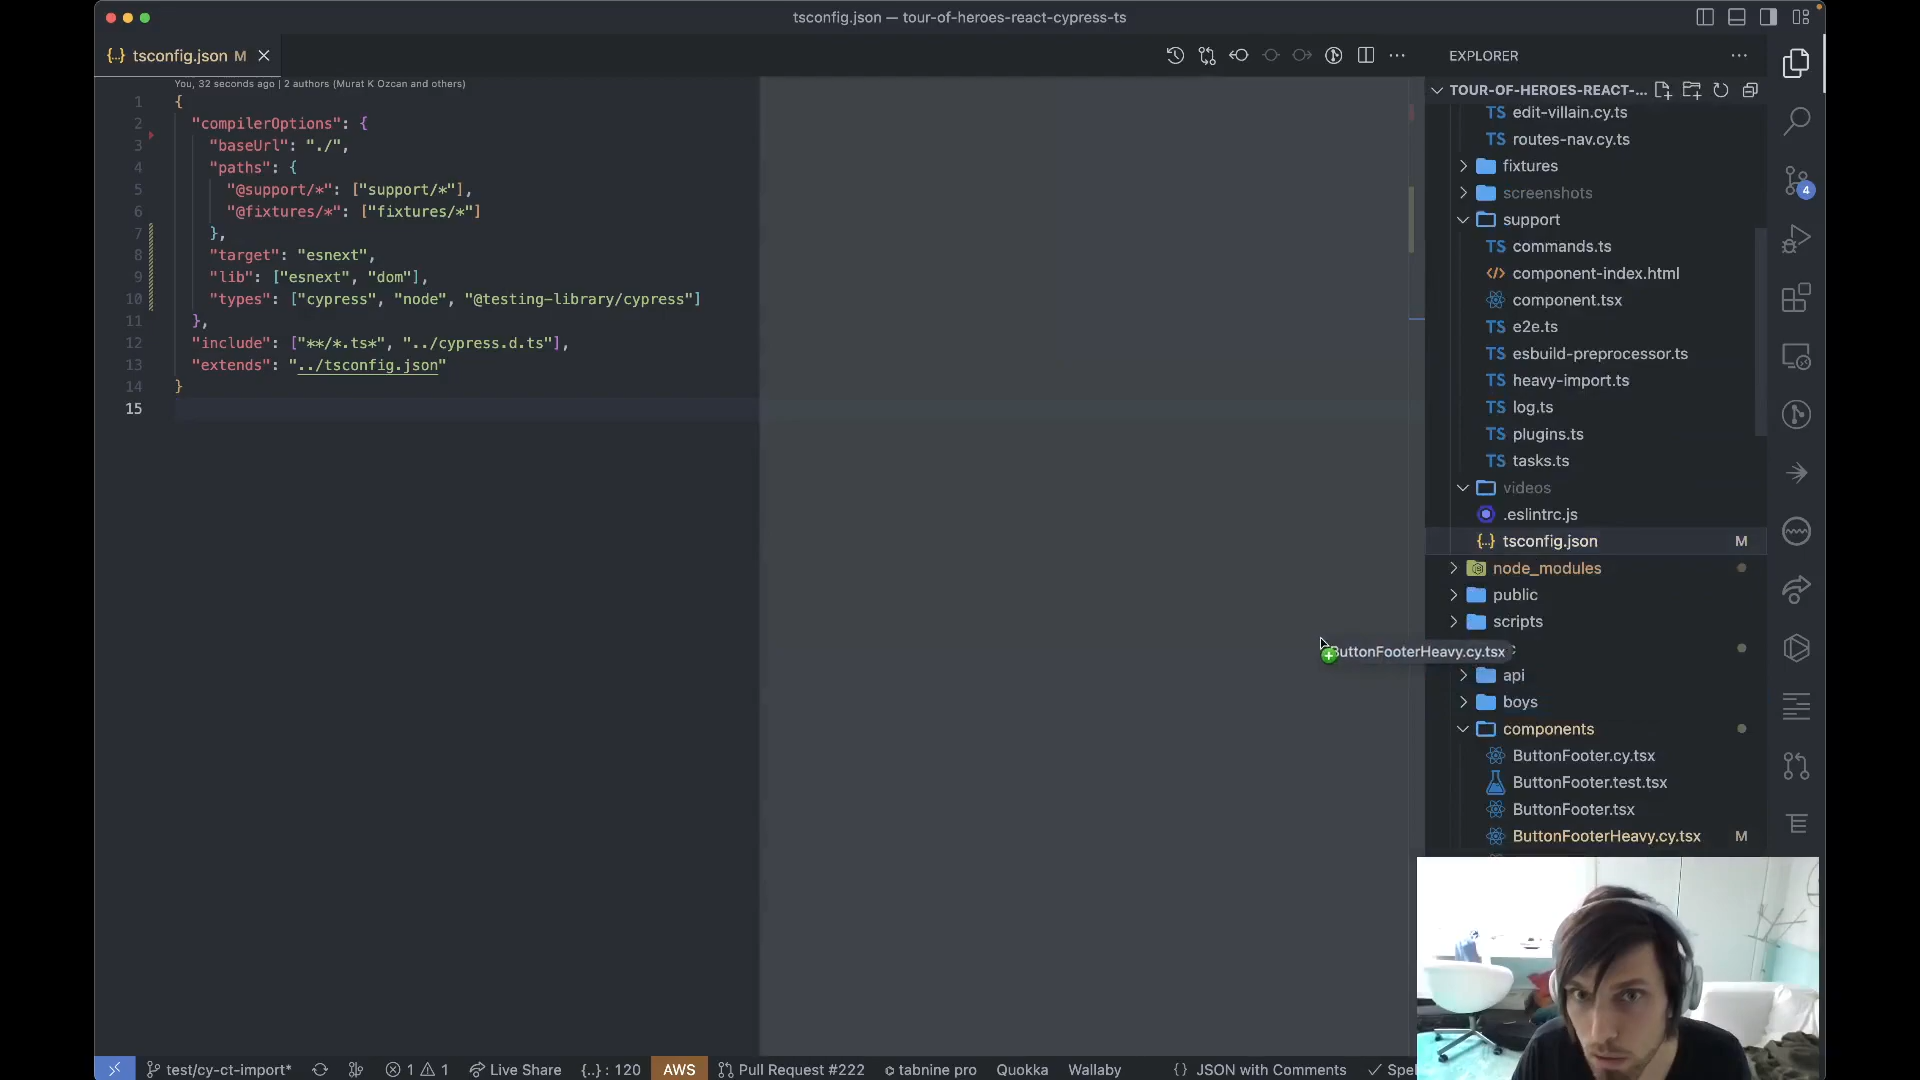 tsconfig.json — tour-of-heroes-react-cypress-ts
{} tsconfig.json M
EXPLORER
You, 32 seconds ago | 2 authors (Murat K Ozcan and others)
1 {
2 "compilerOptions": {
3 "baseUrl": "./",
4 "paths": {
5 "@support/*": ["support/*"],
6 "@fixtures/*": ["fixtures/*"]
7 },
8 "target": "esnext",
9 "lib": ["esnext", "dom"],
10 "types": ["cypress", "node", "@testing-library/cypress"]
11 },
12 "include": ["**/*.ts*", "../cypress.d.ts"],
13 "extends": "../tsconfig.json"
14 }
15
TOUR-OF-HEROES-REACT-...
TS edit-villain.cy.ts
TS routes-nav.cy.ts
fixtures
screenshots
support
TS commands.ts
</> component-index.html
component.tsx
TS e2e.ts
TS esbuild-preprocessor.ts
TS heavy-import.ts
TS log.ts
TS plugins.ts
TS tasks.ts
videos
.eslintrc.js
{..} tsconfig.json M
node_modules
public
scripts
ButtonFooterHeavy.cy.tsx
api
boys
components
ButtonFooter.cy.tsx
ButtonFooter.test.tsx
ButtonFooter.tsx
ButtonFooterHeavy.cy.tsx M
4
test/cy-ct-import* 1 1 Live Share {..} : 120 AWS Pull Request #222 tabnine pro Quokka Wallaby {} JSON with Comments Spel